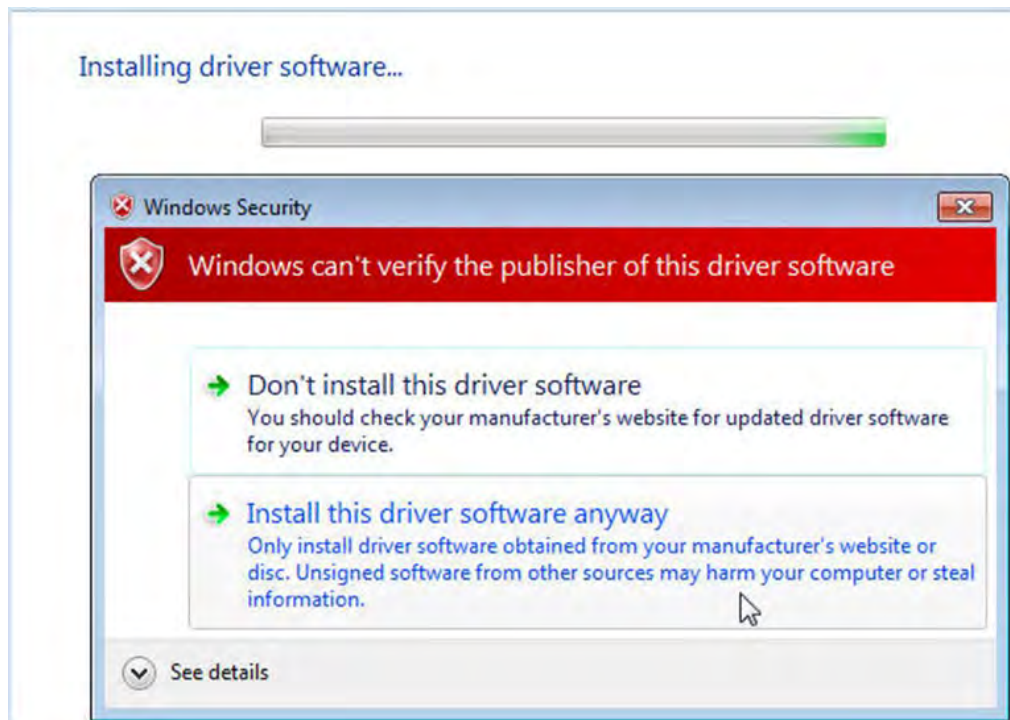 Installing driver software...
Windows Security
Windows can't verify the publisher of this driver software
Don't install this driver software
You should check your manufacturer's website for updated driver software
for your device.
Install this driver software anyway
Only install driver software obtained from your manufacturer's website or
disc. Unsigned software from other sources may harm your computer or steal
information.
See details